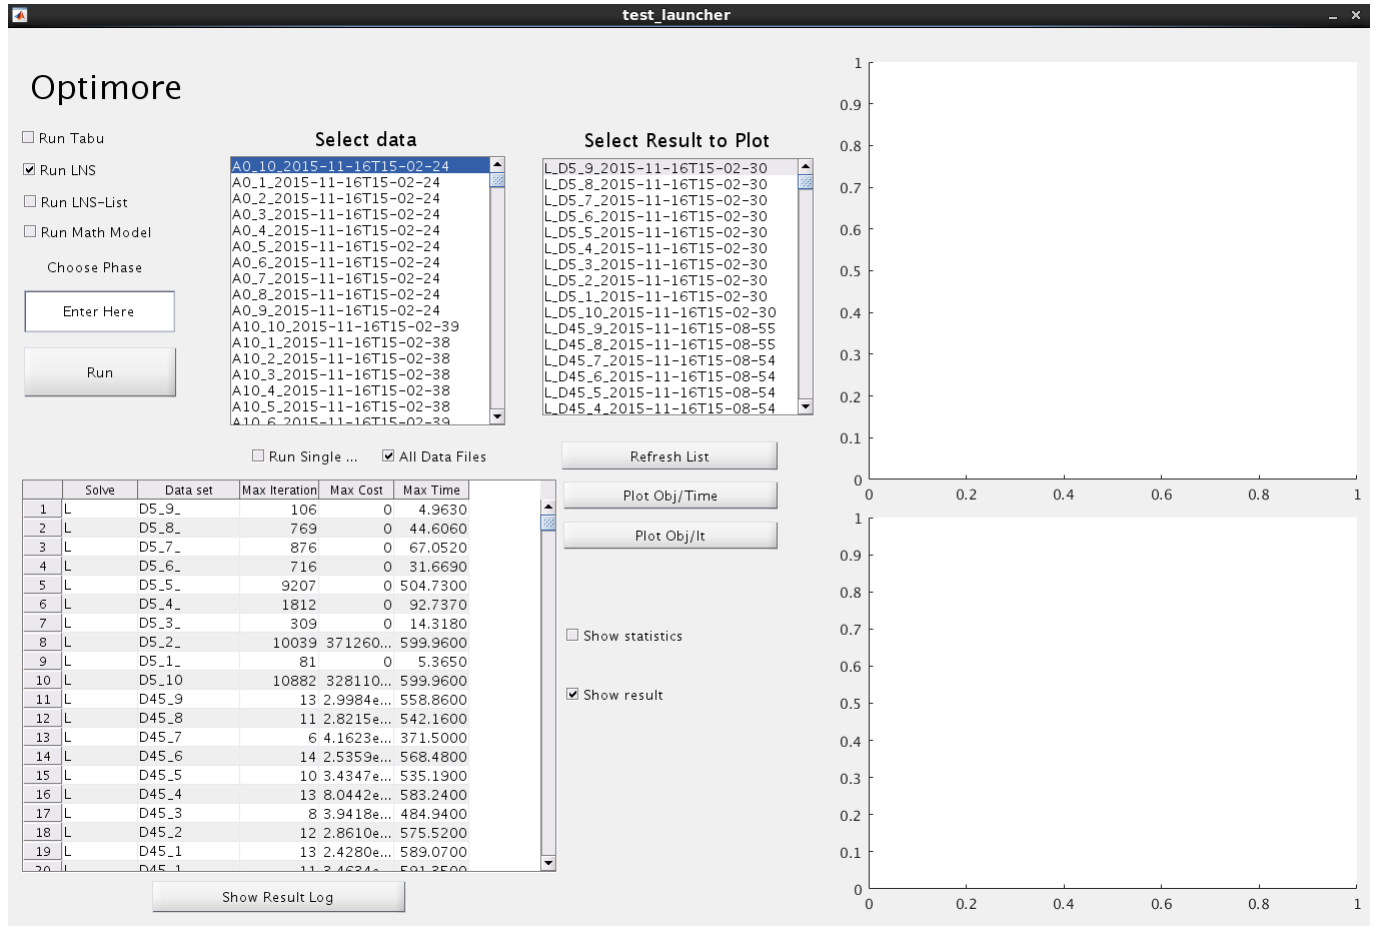 test_launcher
Optimore
Run Tabu
Run LNS
Run LNS-List
Run Math Model
Choose Phase
Enter Here
Run
Select data
A0_10_2015-11-16T15-02-24
A0_1_2015-11-16T15-02-24
A0_2_2015-11-16T15-02-24
A0_3_2015-11-16T15-02-24
A0_4_2015-11-16T15-02-24
A0_5_2015-11-16T15-02-24
A0_6_2015-11-16T15-02-24
A0_7_2015-11-16T15-02-24
A0_8_2015-11-16T15-02-24
A0_9_2015-11-16T15-02-24
A10_10_2015-11-16T15-02-39
A10_1_2015-11-16T15-02-38
A10_2_2015-11-16T15-02-38
A10_3_2015-11-16T15-02-38
A10_4_2015-11-16T15-02-38
A10_5_2015-11-16T15-02-38
A10_6_2015-11-16T15-02-39
Run Single ... All Data Files
Select Result to Plot
L_D5_9_2015-11-16T15-02-30
L_D5_8_2015-11-16T15-02-30
L_D5_7_2015-11-16T15-02-30
L_D5_6_2015-11-16T15-02-30
L_D5_5_2015-11-16T15-02-30
L_D5_4_2015-11-16T15-02-30
L_D5_3_2015-11-16T15-02-30
L_D5_2_2015-11-16T15-02-30
L_D5_1_2015-11-16T15-02-30
L_D5_10_2015-11-16T15-02-30
L_D45_9_2015-11-16T15-08-55
L_D45_8_2015-11-16T15-08-55
L_D45_7_2015-11-16T15-08-54
L_D45_6_2015-11-16T15-08-54
L_D45_5_2015-11-16T15-08-54
L_D45_4_2015-11-16T15-08-54
Refresh List
Plot Obj/Time
Plot Obj/It
Show statistics
Show result
Solve Data set Max Iteration Max Cost Max Time
1 L D5_9_ 106 0 4.9630
2 L D5_8_ 769 0 44.6060
3 L D5_7_ 876 0 67.0520
4 L D5_6_ 716 0 31.6690
5 L D5_5_ 9207 0 504.7300
6 L D5_4_ 1812 0 92.7370
7 L D5_3_ 309 0 14.3180
8 L D5_2_ 10039 371260... 599.9600
9 L D5_1_ 81 0 5.3650
10 L D5_10 10882 328110... 599.9600
11 L D45_9 13 2.9984e... 558.8600
12 L D45_8 11 2.8215e... 542.1600
13 L D45_7 6 4.1623e... 371.5000
14 L D45_6 14 2.5359e... 568.4800
15 L D45_5 10 3.4347e... 535.1900
16 L D45_4 13 8.0442e... 583.2400
17 L D45_3 8 3.9418e... 484.9400
18 L D45_2 12 2.8610e... 575.5200
19 L D45_1 13 2.4280e... 589.0700
20 L D45_1 11 3.4634e... 591.3500
Show Result Log
1
0.9
0.8
0.7
0.6
0.5
0.4
0.3
0.2
0.1
0
0 0.2 0.4 0.6 0.8 1
1
0.9
0.8
0.7
0.6
0.5
0.4
0.3
0.2
0.1
0
0 0.2 0.4 0.6 0.8 1